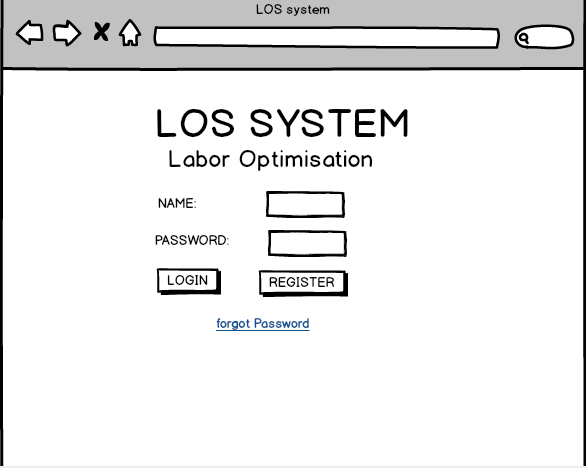 LOS system
LOS SYSTEM
Labor Optimisation
NAME:
PASSWORD:
LOGIN REGISTER
forgot Password